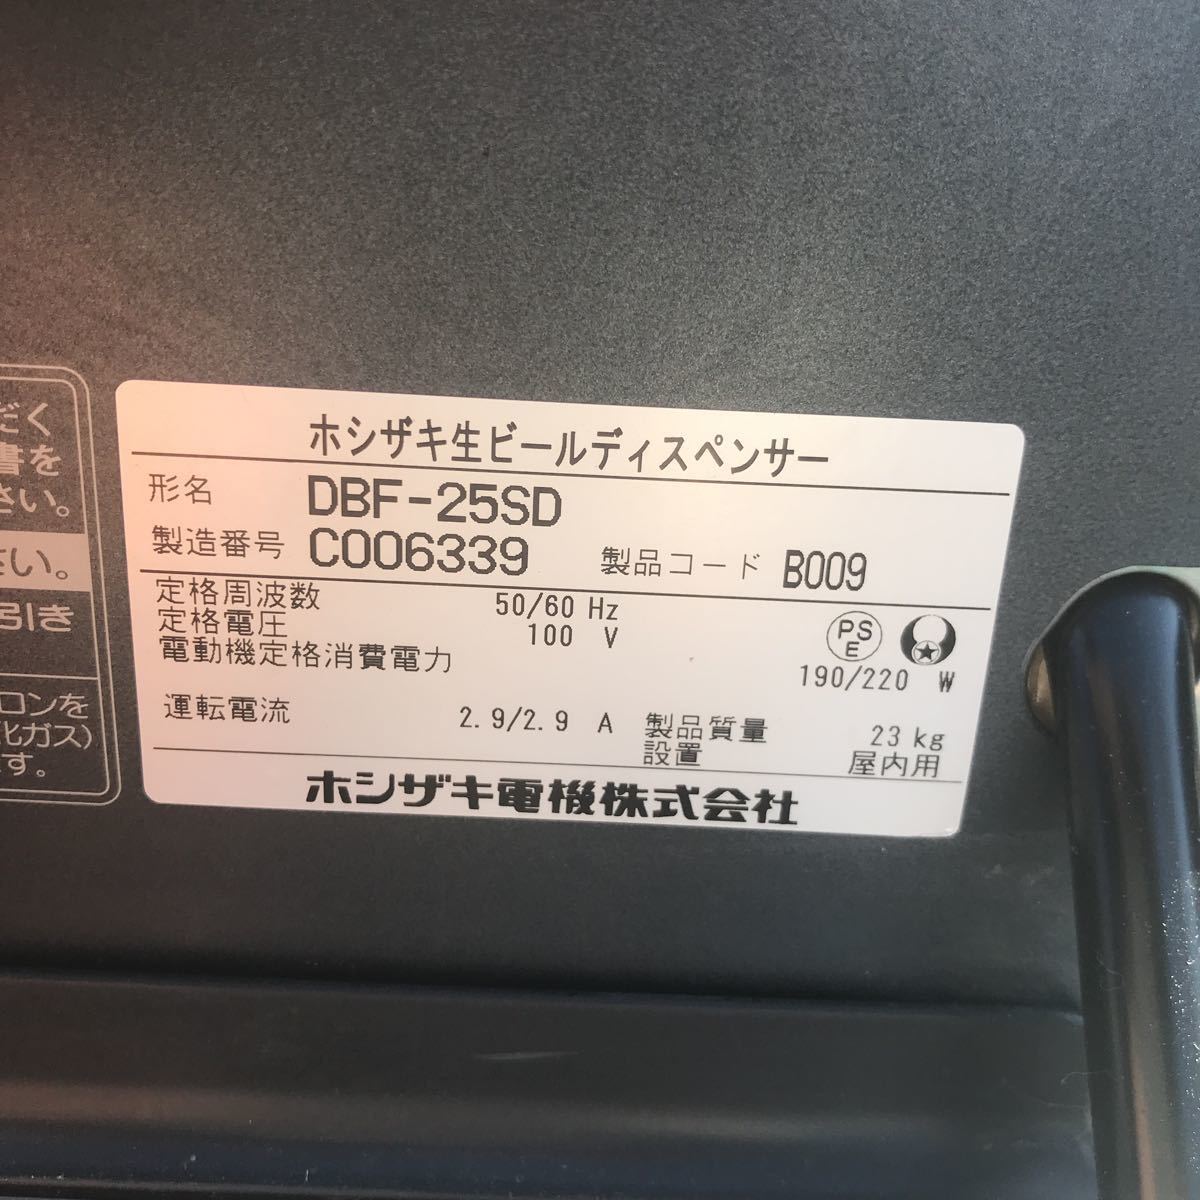 だく
書を
さい。
さい。
引き
ロンを
化ガス)
ます。
ホシザキ生ビールディスペンサー
形名 DBF-25SD
製造番号 C006339 製品コード B009
定格周波数 50/60 Hz
定格電圧 100 V
PS
E
電動機定格消費電力 190/220 W
運転電流 2.9/2.9 A 製品質量 23 kg
設置 屋内用
ホシザキ電機株式会社